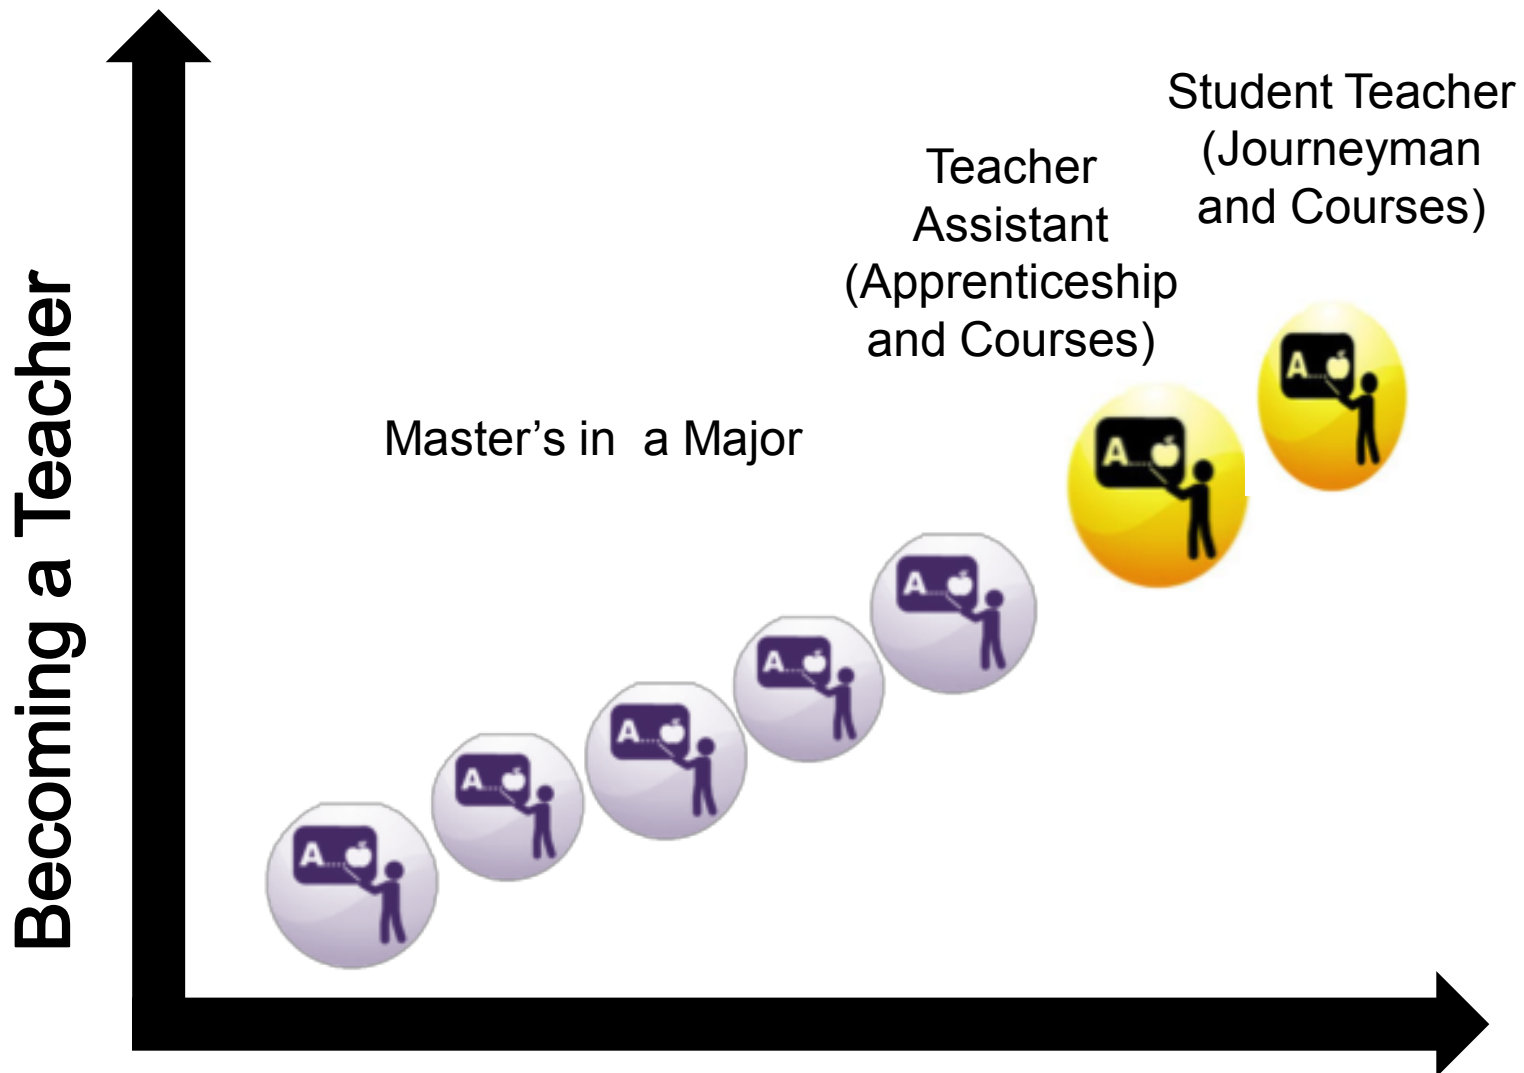 Becoming a Teacher
Student Teacher
(Journeyman
and Courses)
Teacher
Assistant
(Apprenticeship
and Courses)
Master’s in  a Major
A....
A....
A....
A....
A....
A....
A....